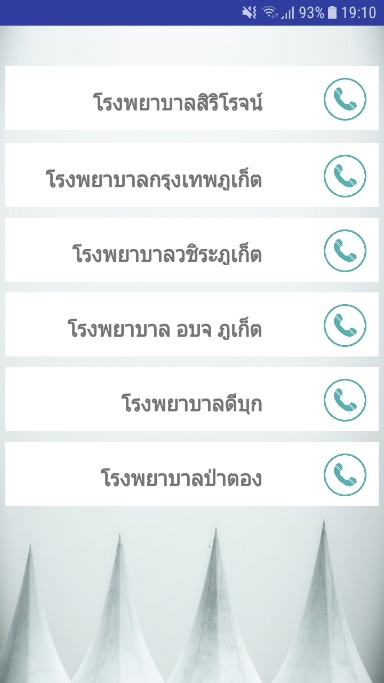 93% 19:10
โรงพยาบาลสิริโรจน์
โรงพยาบาลกรุงเทพภูเก็ต
โรงพยาบาลวชิระภูเก็ต
โรงพยาบาล อบจ ภูเก็ต
โรงพยาบาลดีบุก
โรงพยาบาลป่าตอง